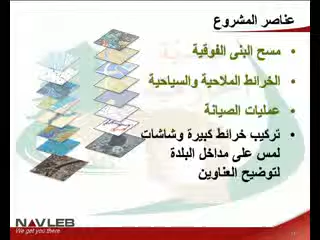 عناصر المشروع
• مسح البنى الفوقية
• الخرائط الملاحية والسياحية
• عمليات الصيانة
• تركيب خرائط كبيرة وشاشات
لمس على مداخل البلدة
لتوضيح العناوين
NAVLEB
We get you there